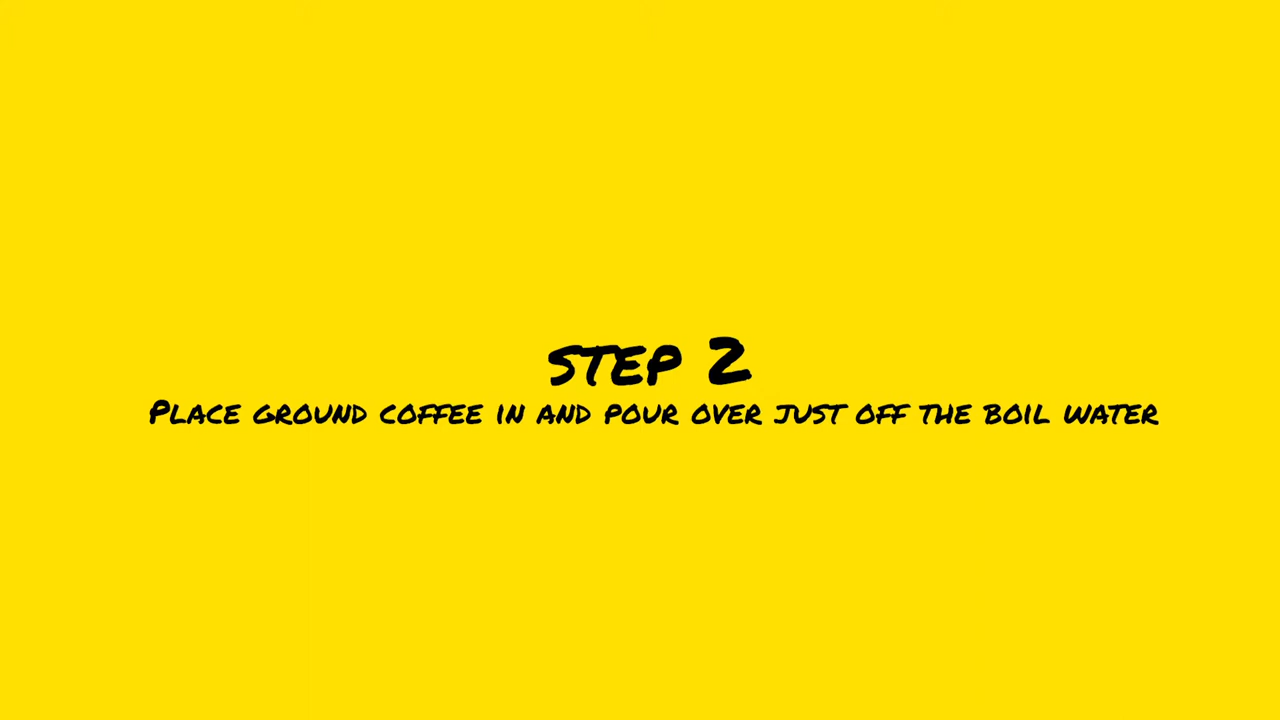 STEP 2
PLACE GROUND COFFEE IN AND POUR OVER JUST OFF THE BOIL WATER